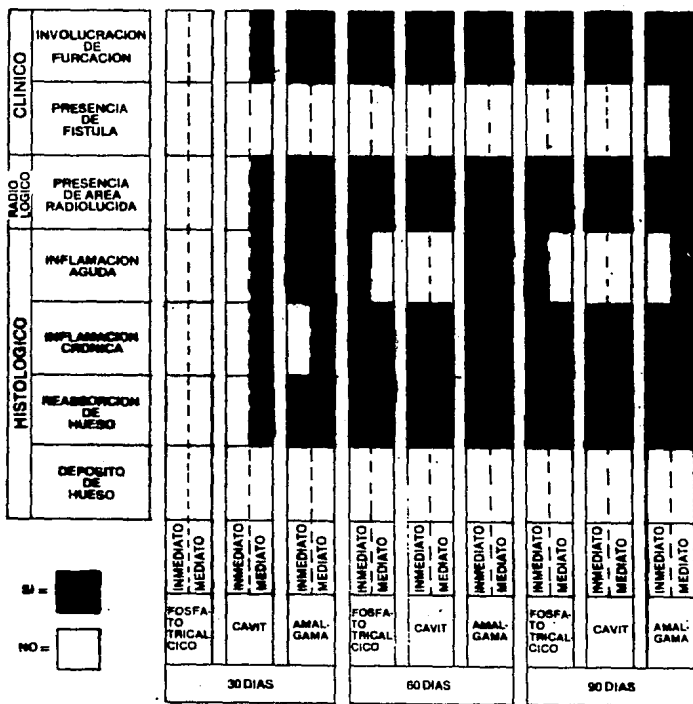 CLINICO
INVOLUCRACION
DE
FURCACIÓN
PRESENCIA
DE
FISTULA
RADIO
LOGICO
PRESENCIA
DE AREA
RADIOLUCIDA
HISTOLOGICO
INFLAMACION
AGUDA
INFLAMACION
CRONICA
REABSORCION
DE
HUESO
DEPOSITO
DE
HUESO
SI =
NO =
INMEDIATO
MEDIATO
INMEDIATO
MEDIATO
INMEDIATO
MEDIATO
INMEDIATO
MEDIATO
INMEDIATO
MEDIATO
INMEDIATO
MEDIATO
INMEDIATO
MEDIATO
INMEDIATO
MEDIATO
INMEDIATO
MEDIATO
FOSFA-
TO
TRICAL
CICO
CAVIT
AMAL-
GAMA
FOSFA-
TO
TRICAL
CICO
CAVIT
AMAL-
GAMA
FOSFA-
TO
TRICAL
CICO
CAVIT
AMAL-
GAMA
30 DIAS
60 DIAS
90 DIAS